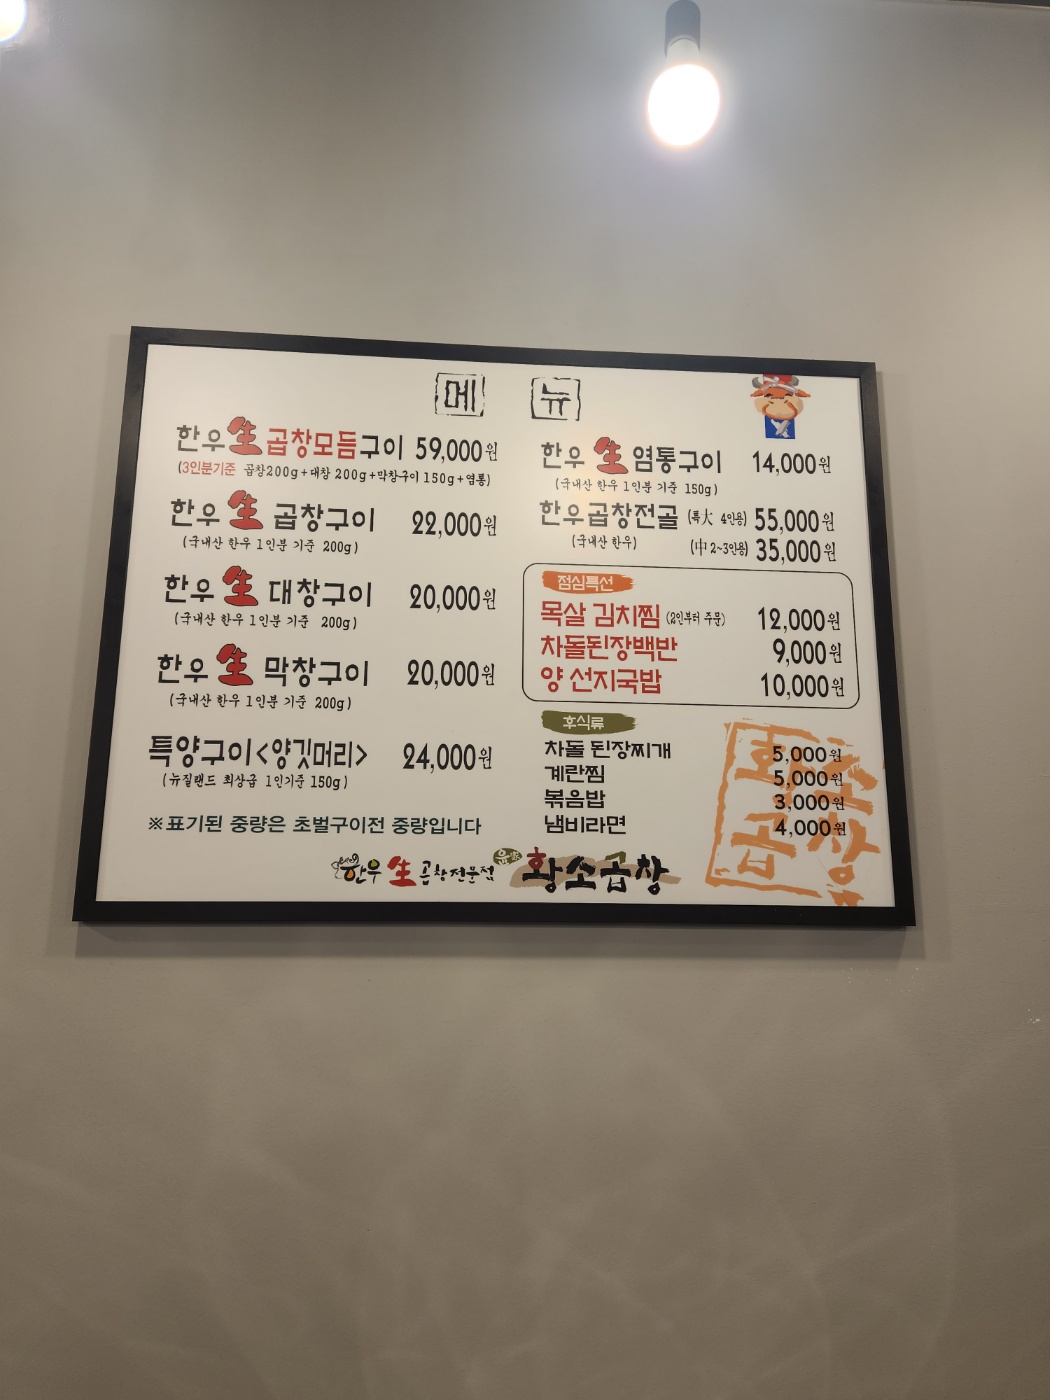 메뉴
한우生곱창모듬구이 59,000원
(3인분기준 곱창200g+대창 200g+막창구이 150g+염통)
한우 生 곱창구이 22,000원
(국내산 한우 1인분 기준 200g)
한우 生 대창구이 20,000원
(국내산 한우 1인분 기준 200g)
한우 生 막창구이 20,000원
(국내산 한우 1인분 기준 200g)
특양구이<양깃머리> 24,000원
(뉴질랜드 최상급 1인기준 150g)
※표기된 중량은 초벌구이전 중량입니다
한우 生 염통구이 14,000원
(국내산 한우 1인분 기준 150g)
한우곱창전골 (특大 4인용) 55,000원
(국내산 한우) (中 2~3인용) 35,000원
점심특선
목살 김치찜 (2인부터 주문) 12,000원
차돌된장백반 9,000원
양 선지국밥 10,000원
후식류
차돌 된장찌개 5,000원
계란찜 5,000원
볶음밥 3,000원
냄비라면 4,000원
황소곱창
한우 生 곱창전문점 황소곱창